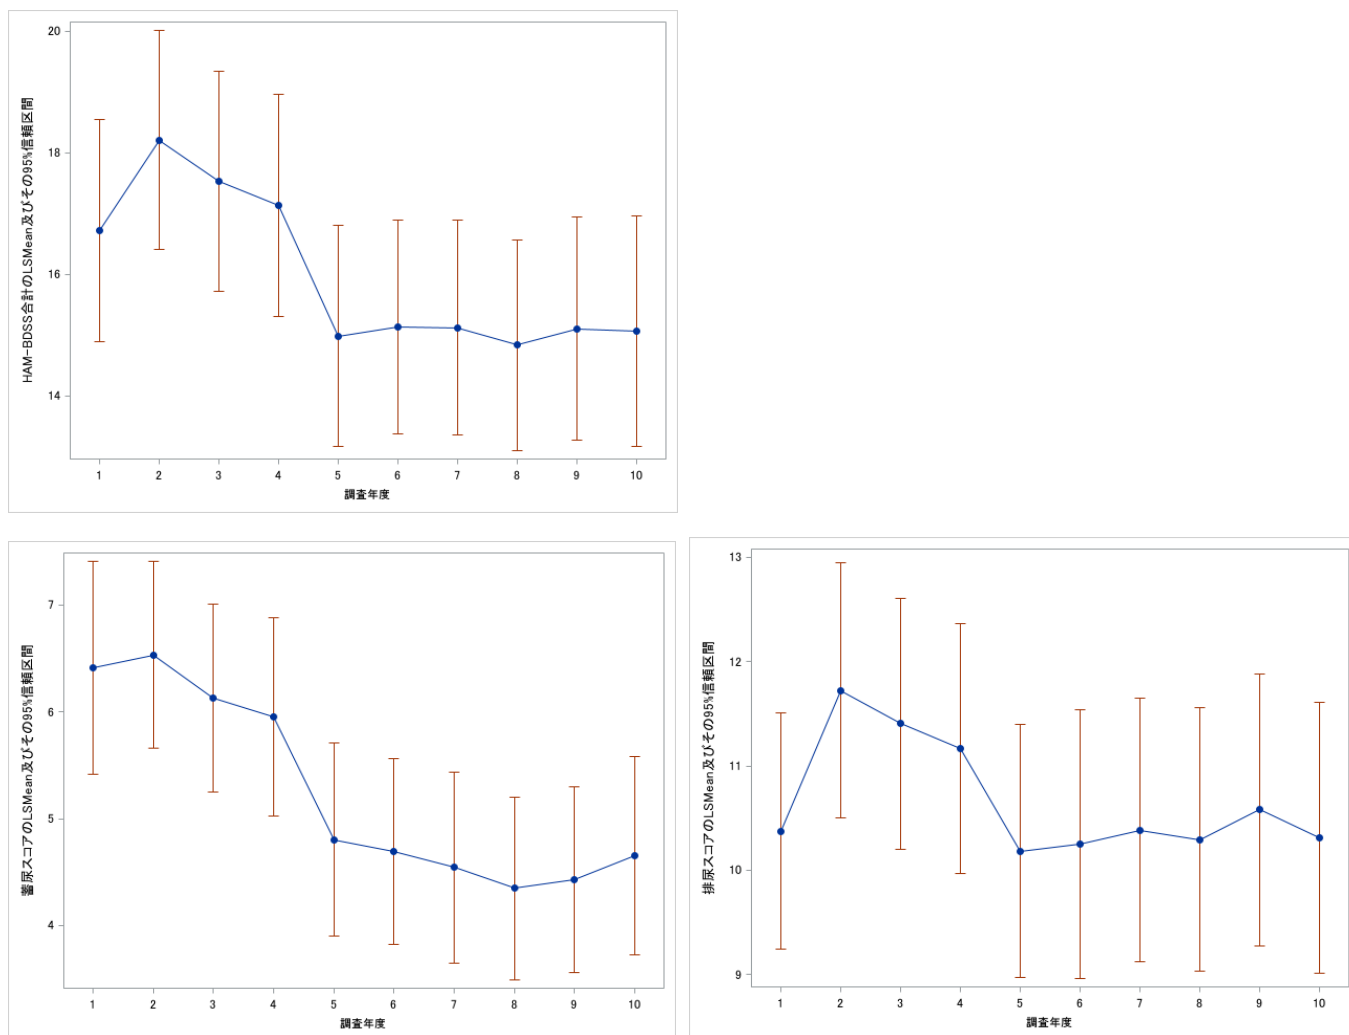 HAM-BDSS合計のLSMean及びその95%信頼区間
20
18
16
14
1 2 3 4 5 6 7 8 9 10
調査年度
蓄尿スコアのLSMean及びその95%信頼区間
7
6
5
4
1 2 3 4 5 6 7 8 9 10
調査年度
排尿スコアのLSMean及びその95%信頼区間
13
12
11
10
9
1 2 3 4 5 6 7 8 9 10
調査年度